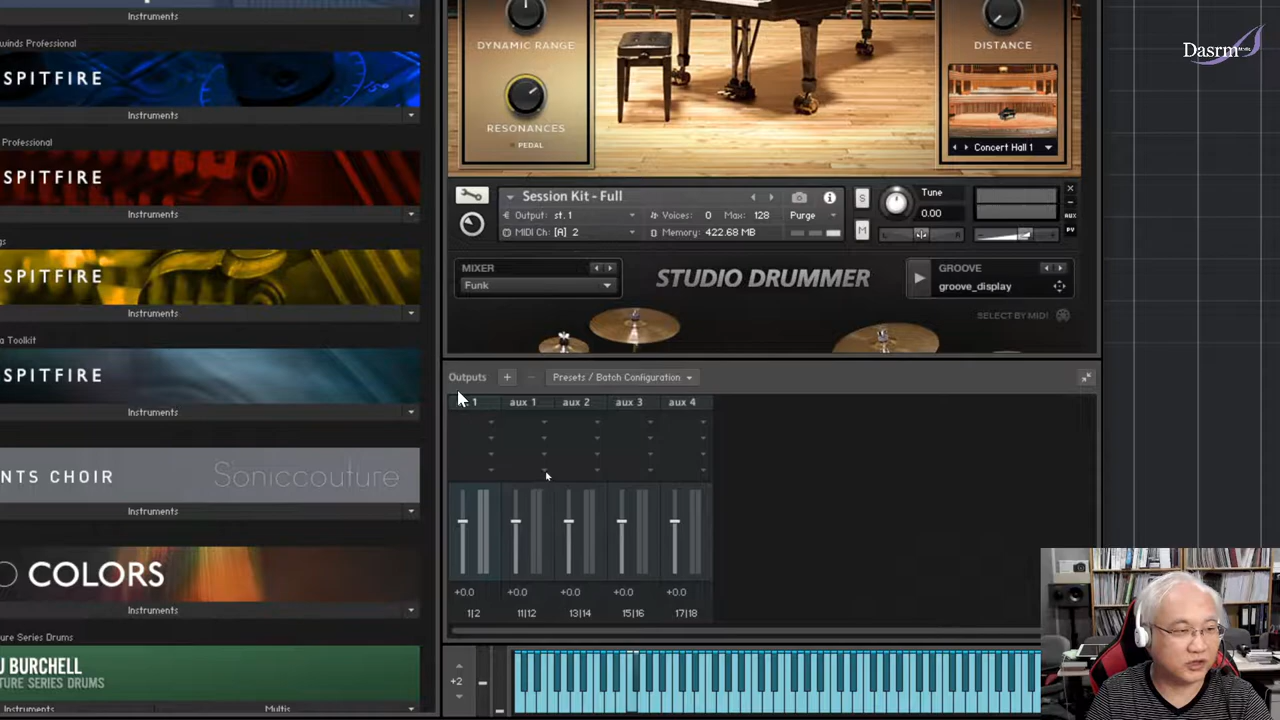 Instruments
winds Professional
SPITFIRE
Instruments
Professional
SPITFIRE
Instruments
gs
SPITFIRE
Instruments
a Toolkit
SPITFIRE
Instruments
NTS CHOIR Soniccouture
Instruments
COLORS
Instruments
ure Series Drums
J BURCHELL
TURE SERIES DRUMS
Instruments
Multis
DYNAMIC RANGE
RESONANCES
PEDAL
DISTANCE
Concert Hall 1
Session Kit - Full
Output: st. 1 Voices: 0 Max: 128 Purge
MIDI Ch: [A] 2 Memory: 422.68 MB
S
M
Tune
0.00
AUX
PV
MIXER
Funk
STUDIO DRUMMER
GROOVE
groove_display
SELECT BY MIDI
Outputs + Presets / Batch Configuration
1 aux 1 aux 2 aux 3 aux 4
+0.0 +0.0 +0.0 +0.0 +0.0
1|2 11|12 13|14 15|16 17|18
+2
Dasrm Music